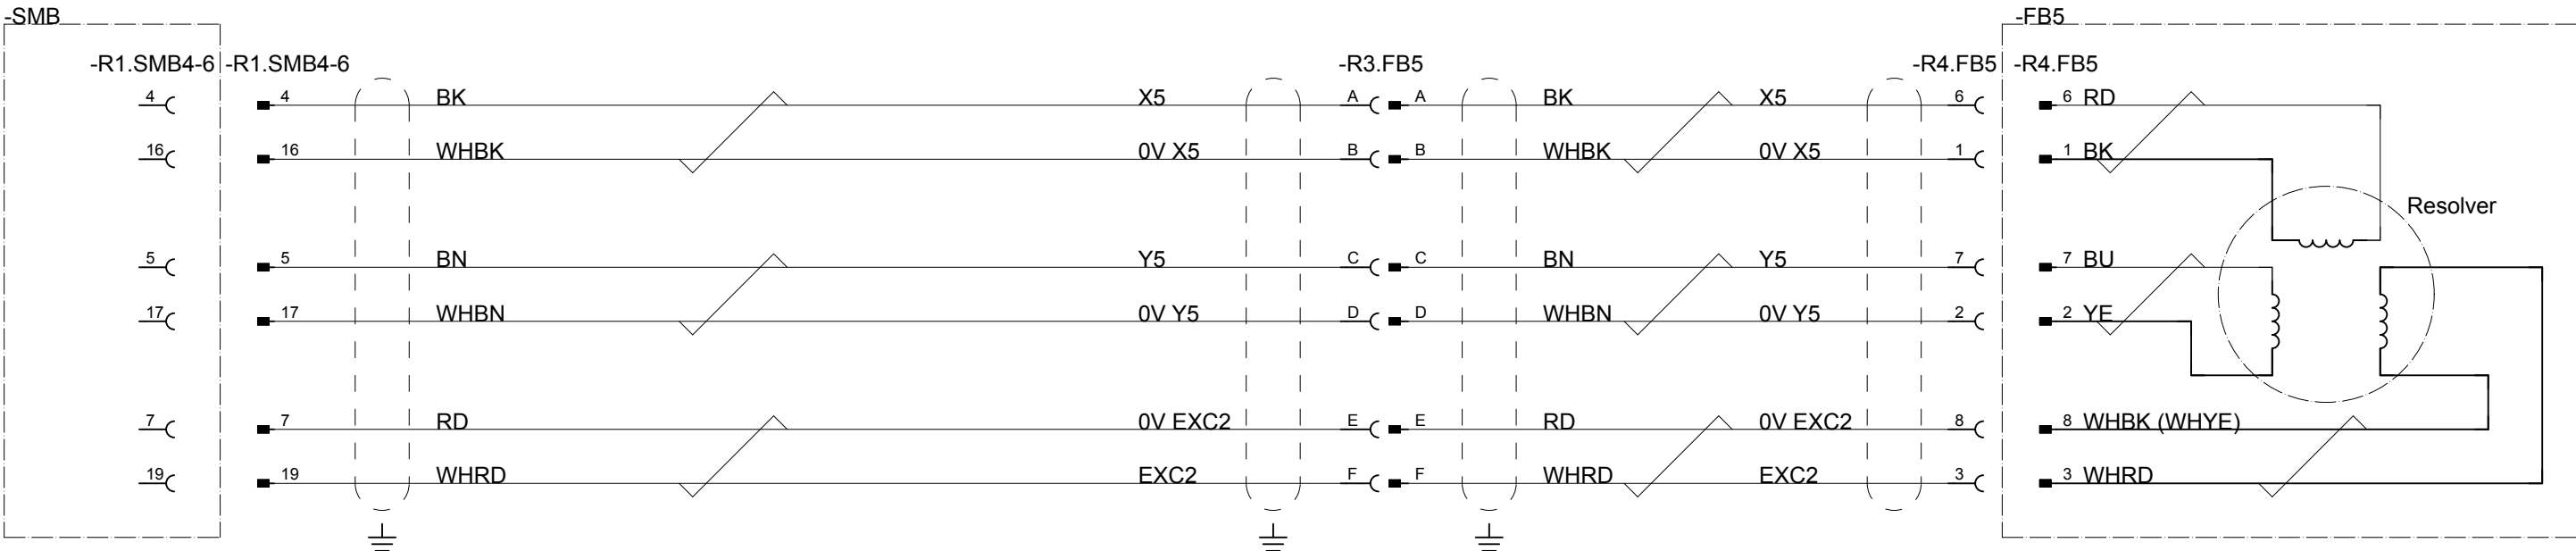 -SMB -FB5
-R1.SMB4-6 -R1.SMB4-6 -R3.FB5 -R4.FB5 -R4.FB5
4 4 BK X5 A A BK X5 6 6 RD
16 16 WHBK 0V X5 B B WHBK 0V X5 1 1 BK
Resolver
5 5 BN Y5 C C BN Y5 7 7 BU
17 17 WHBN 0V Y5 D D WHBN 0V Y5 2 2 YE
7 7 RD 0V EXC2 E E RD 0V EXC2 8 8 WHBK (WHYE)
19 19 WHRD EXC2 F F WHRD EXC2 3 3 WHRD